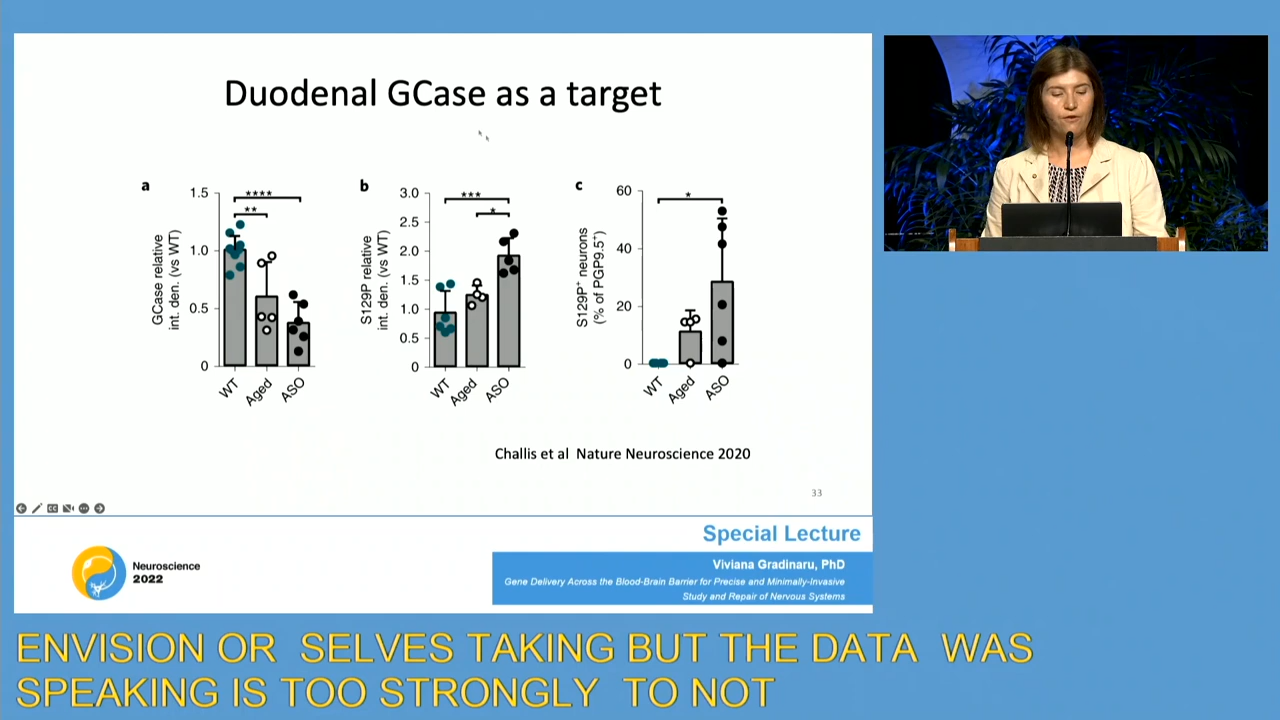 Duodenal GCase as a target
a
GCase relative
int. den. (vs WT)
1.5
1.0
0.5
0
****
**
WT
Aged
ASO
b
S129P relative
int. den. (vs WT)
3.0
2.5
2.0
1.5
1.0
0.5
0
***
*
WT
Aged
ASO
c
S129P+ neurons
(% of PGP9.5+)
60
40
20
0
*
WT
Aged
ASO
Challis et al Nature Neuroscience 2020
33
Special Lecture
Neuroscience
2022
Viviana Gradinaru, PhD
Gene Delivery Across the Blood-Brain Barrier for Precise and Minimally-Invasive
Study and Repair of Nervous Systems
ENVISION OR SELVES TAKING BUT THE DATA WAS
SPEAKING IS TOO STRONGLY TO NOT